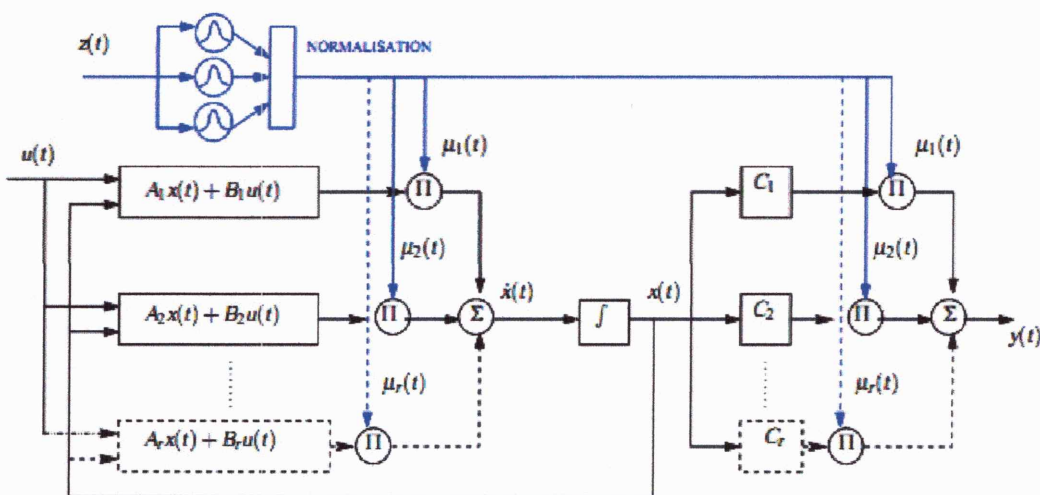 z(t)
NORMALISATION
u(t)
μ₁(t)
μ₁(t)
A₁x(t) + B₁u(t)
Π
C₁
Π
μ₂(t)
μ₂(t)
A₂x(t) + B₂u(t)
Π
Σ
ẋ(t)
∫
x(t)
C₂
Π
Σ
y(t)
μᵣ(t)
μᵣ(t)
Aᵣx(t) + Bᵣu(t)
Π
Cᵣ
Π